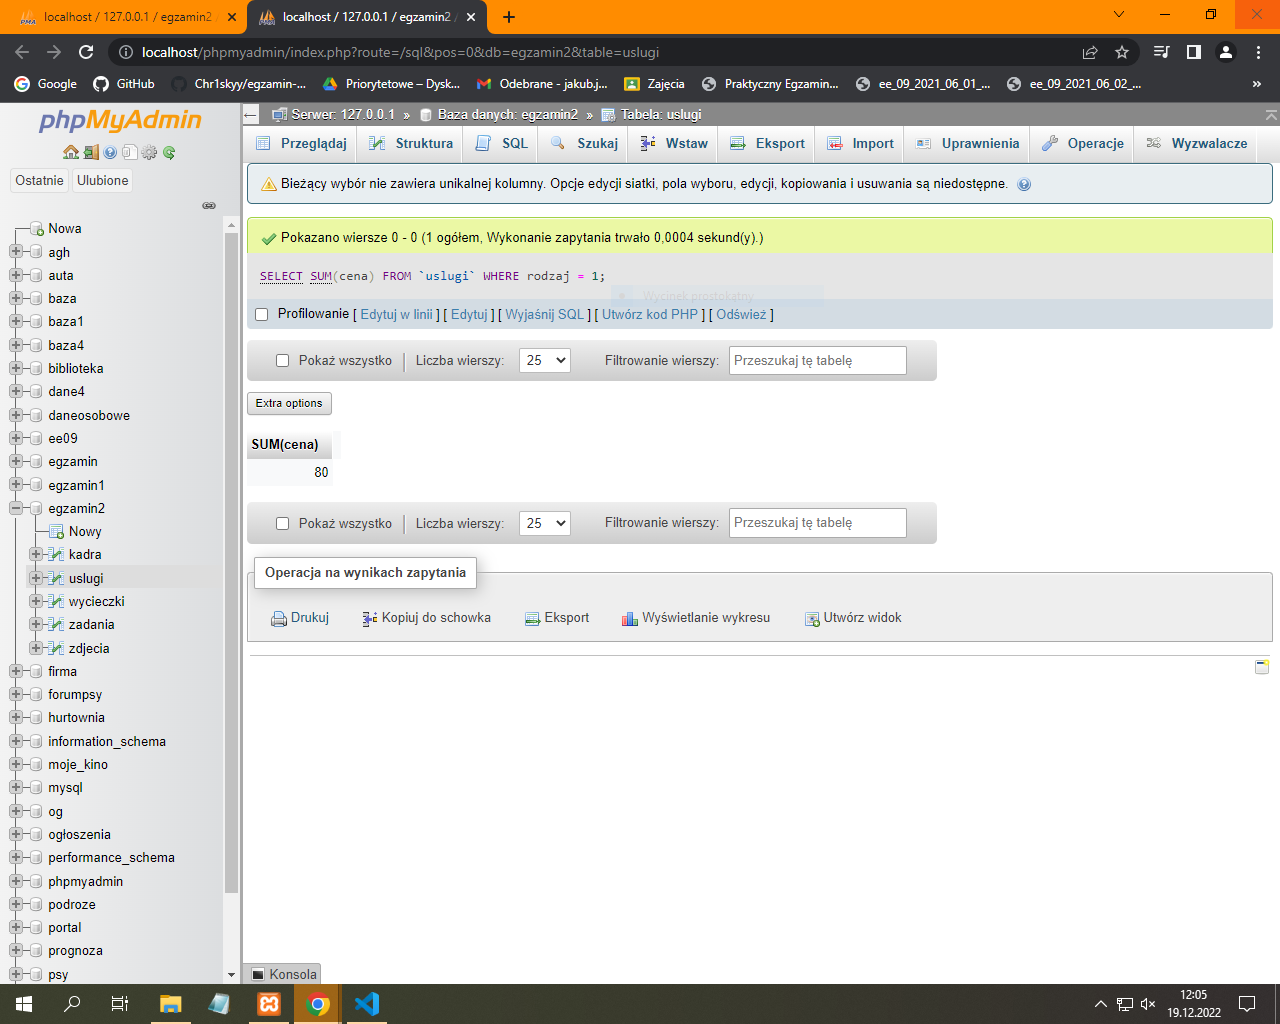 localhost / 127.0.0.1 / egzamin2
localhost / 127.0.0.1 / egzamin2 /
localhost/phpmyadmin/index.php?route=/sql&pos=0&db=egzamin2&table=uslugi
Google
GitHub
Chr1skyy/egzamin-...
Priorytetowe – Dysk...
Odebrane - jakub.j...
Zajęcia
Praktyczny Egzamin...
ee_09_2021_06_01_...
ee_09_2021_06_02_...
»
phpMyAdmin
Ostatnie
Ulubione
Nowa
agh
auta
baza
baza1
baza4
biblioteka
dane4
daneosobowe
ee09
egzamin
egzamin1
egzamin2
Nowy
kadra
uslugi
wycieczki
zadania
zdjecia
firma
forumpsy
hurtownia
information_schema
moje_kino
mysql
og
ogłoszenia
performance_schema
phpmyadmin
podroze
portal
prognoza
psy
Serwer: 127.0.0.1 » Baza danych: egzamin2 » Tabela: uslugi
Przeglądaj
Struktura
SQL
Szukaj
Wstaw
Eksport
Import
Uprawnienia
Operacje
Wyzwalacze
Bieżący wybór nie zawiera unikalnej kolumny. Opcje edycji siatki, pola wyboru, edycji, kopiowania i usuwania są niedostępne.
Pokazano wiersze 0 - 0 (1 ogółem, Wykonanie zapytania trwało 0,0004 sekund(y).)
SELECT SUM(cena) FROM `uslugi` WHERE rodzaj = 1;
Wycinek prostokątny
Profilowanie [ Edytuj w linii ] [ Edytuj ] [ Wyjaśnij SQL ] [ Utwórz kod PHP ] [ Odśwież ]
Pokaż wszystko
Liczba wierszy:
25
Filtrowanie wierszy:
Przeszukaj tę tabelę
Extra options
SUM(cena)
80
Pokaż wszystko
Liczba wierszy:
25
Filtrowanie wierszy:
Przeszukaj tę tabelę
Operacja na wynikach zapytania
Drukuj
Kopiuj do schowka
Eksport
Wyświetlanie wykresu
Utwórz widok
Konsola
12:05
19.12.2022